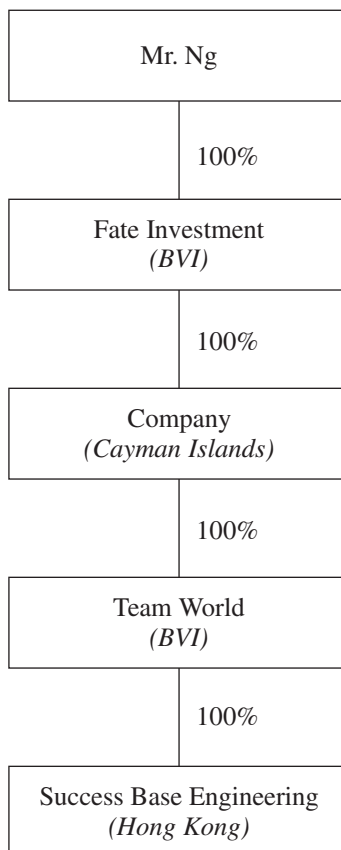 Mr. Ng
100%
Fate Investment
(BVI)
100%
Company
(Cayman Islands)
100%
Team World
(BVI)
100%
Success Base Engineering
(Hong Kong)